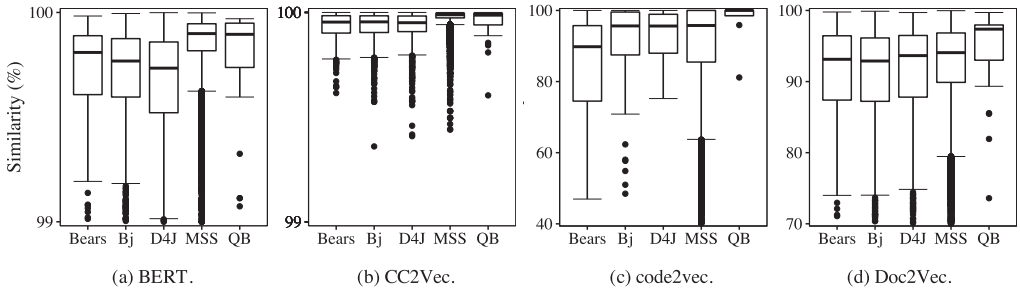 Similarity (%)
100
99
Bears Bj D4J MSS QB
(a) BERT.
100
99
Bears Bj D4J MSS QB
(b) CC2Vec.
100
80
60
40
Bears Bj D4J MSS QB
(c) code2vec.
100
90
80
70
Bears Bj D4J MSS QB
(d) Doc2Vec.